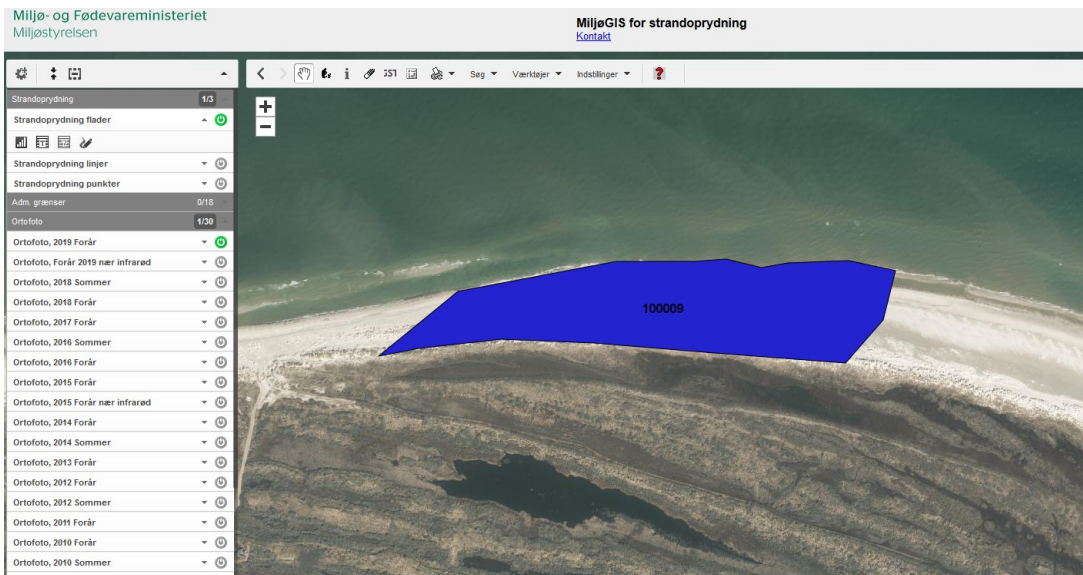 Miljø- og Fødevareministeriet
Miljøstyrelsen
MiljøGIS for strandoprydning
Kontakt
Søg
Værktøjer
Indstillinger
?
Strandoprydning 1/3
Strandoprydning flader
Strandoprydning linjer
Strandoprydning punkter
Adm. grænser 0/18
Ortofoto 1/30
Ortofoto, 2019 Forår
Ortofoto, Forår 2019 nær infrarød
Ortofoto, 2018 Sommer
Ortofoto, 2018 Forår
Ortofoto, 2017 Forår
Ortofoto, 2016 Sommer
Ortofoto, 2016 Forår
Ortofoto, 2015 Forår
Ortofoto, 2015 Forår nær infrarød
Ortofoto, 2014 Forår
Ortofoto, 2014 Sommer
Ortofoto, 2013 Forår
Ortofoto, 2012 Forår
Ortofoto, 2012 Sommer
Ortofoto, 2011 Forår
Ortofoto, 2010 Forår
Ortofoto, 2010 Sommer
+
−
100009